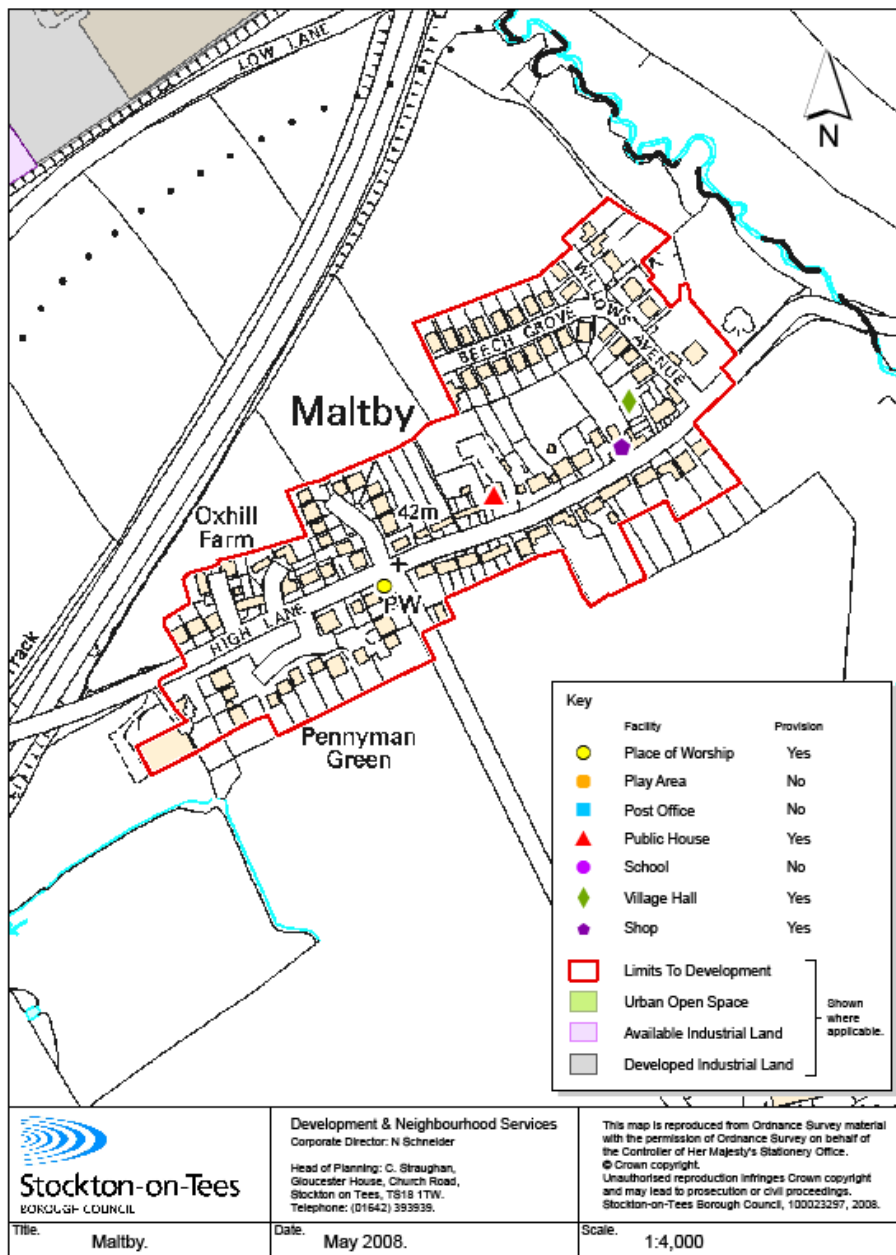 LOW LANE
N
WILLOWS AVENUE
BEECH GROVE
Maltby
42m
Oxhill
Farm
PW
HIGH LANE
Track
Pennyman
Green
Key
Facility Provision
Place of Worship Yes
Play Area No
Post Office No
Public House Yes
School No
Village Hall Yes
Shop Yes
Limits To Development
Urban Open Space
Available Industrial Land
Developed Industrial Land
Shown
where
applicable.
Stockton-on-Tees
BOROUGH COUNCIL
Development & Neighbourhood Services
Corporate Director: N Schneider
Head of Planning: C. Straughan,
Gloucester House, Church Road,
Stockton on Tees, TS18 1TW.
Telephone: (01642) 393939.
This map is reproduced from Ordnance Survey material
with the permission of Ordnance Survey on behalf of
the Controller of Her Majesty's Stationery Office.
© Crown copyright.
Unauthorised reproduction infringes Crown copyright
and may lead to prosecution or civil proceedings.
Stockton-on-Tees Borough Council, 100023297, 2008.
Title. Maltby.
Date. May 2008.
Scale. 1:4,000